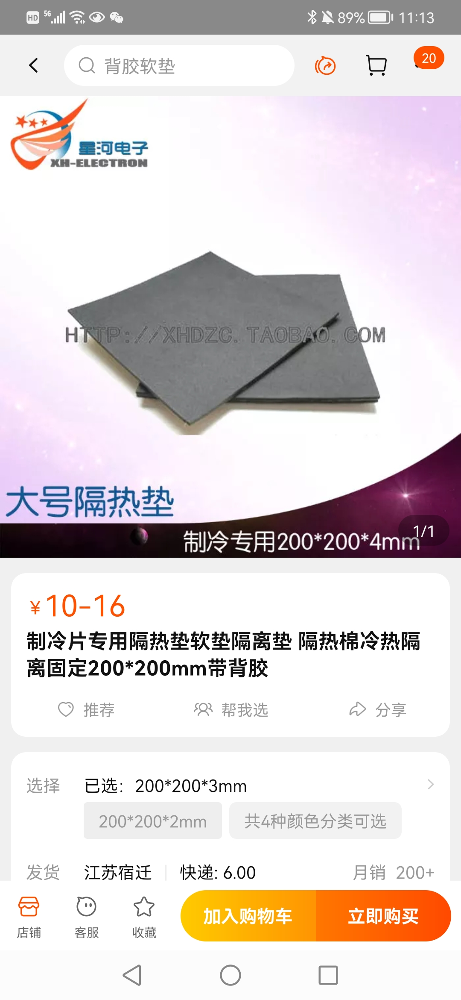 HD 5G 89% 11:13
背胶软垫
20
星河电子
XH-ELECTRON
HTTP://XHDZC.TAOBAO.COM
大号隔热垫
1/1
制冷专用200*200*4mm
¥10-16
制冷片专用隔热垫软垫隔离垫 隔热棉冷热隔
离固定200*200mm带背胶
推荐 帮我选 分享
选择 已选：200*200*3mm
200*200*2mm 共4种颜色分类可选
发货 江苏宿迁 快递: 6.00 月销 200+
店铺 客服 收藏 加入购物车 立即购买